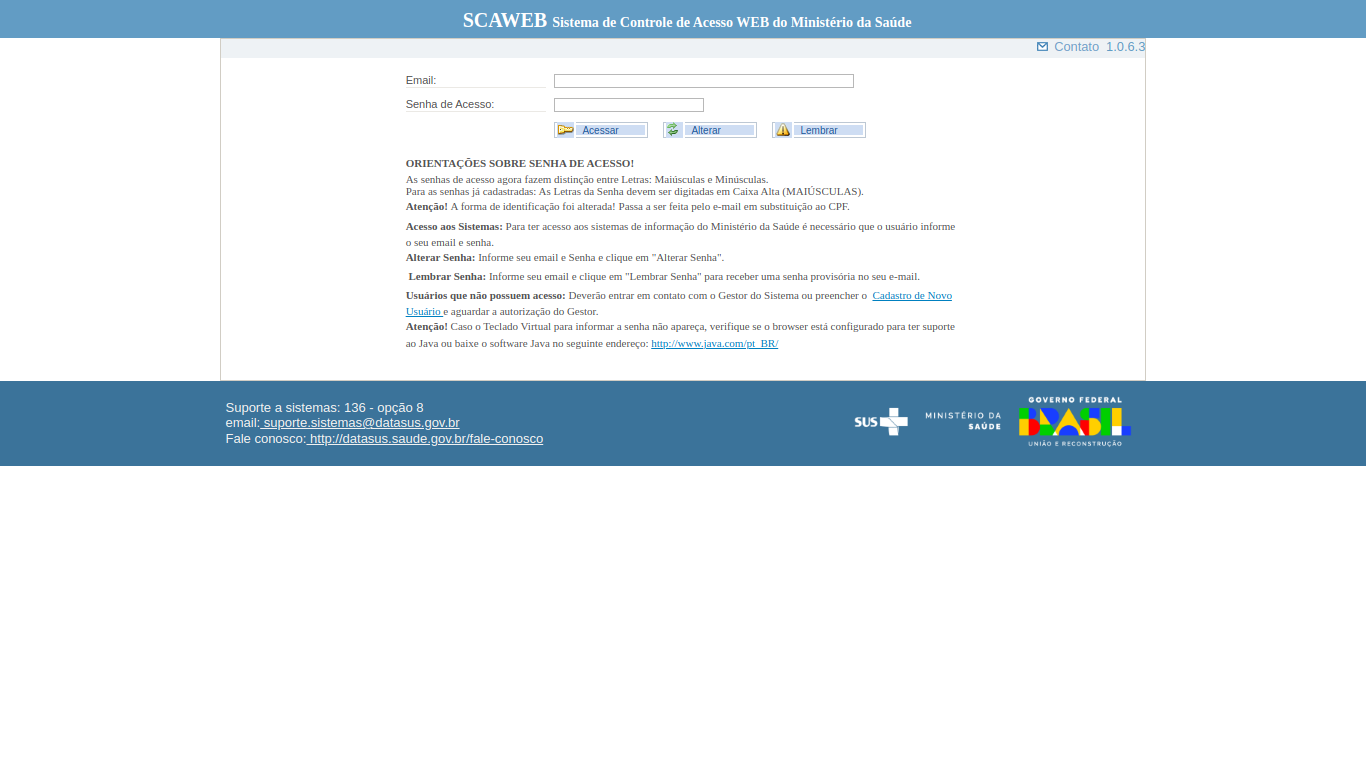 SCAWEB Sistema de Controle de Acesso WEB do Ministério da Saúde
Contato 1.0.6.3
Email:
Senha de Acesso:
Acessar Alterar Lembrar
ORIENTAÇÕES SOBRE SENHA DE ACESSO!
As senhas de acesso agora fazem distinção entre Letras: Maiúsculas e Minúsculas.
Para as senhas já cadastradas: As Letras da Senha devem ser digitadas em Caixa Alta (MAIÚSCULAS).
Atenção! A forma de identificação foi alterada! Passa a ser feita pelo e-mail em substituição ao CPF.
Acesso aos Sistemas: Para ter acesso aos sistemas de informação do Ministério da Saúde é necessário que o usuário informe
o seu email e senha.
Alterar Senha: Informe seu email e Senha e clique em "Alterar Senha".
Lembrar Senha: Informe seu email e clique em "Lembrar Senha" para receber uma senha provisória no seu e-mail.
Usuários que não possuem acesso: Deverão entrar em contato com o Gestor do Sistema ou preencher o Cadastro de Novo
Usuário e aguardar a autorização do Gestor.
Atenção! Caso o Teclado Virtual para informar a senha não apareça, verifique se o browser está configurado para ter suporte
ao Java ou baixe o software Java no seguinte endereço: http://www.java.com/pt_BR/
Suporte a sistemas: 136 - opção 8
email: suporte.sistemas@datasus.gov.br
Fale conosco: http://datasus.saude.gov.br/fale-conosco
SUS
MINISTÉRIO DA
SAÚDE
GOVERNO FEDERAL
BRASIL
UNIÃO E RECONSTRUÇÃO